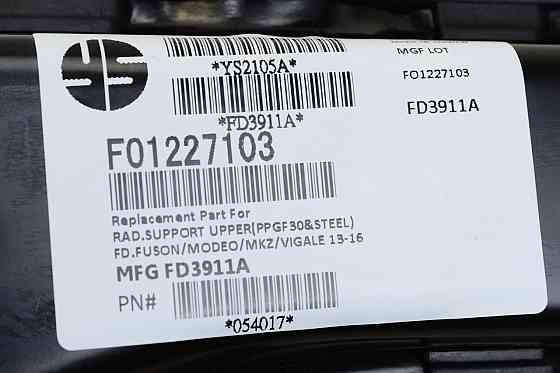 *YS2105A*
*FD3911A*
F01227103
Replacement Part For
RAD.SUPPORT UPPER(PPGF30&STEEL)
FD.FUSON/MODEO/MKZ/VIGALE 13-16
MFG FD3911A
PN#
*054017*
MGF LOT
F01227103
FD3911A